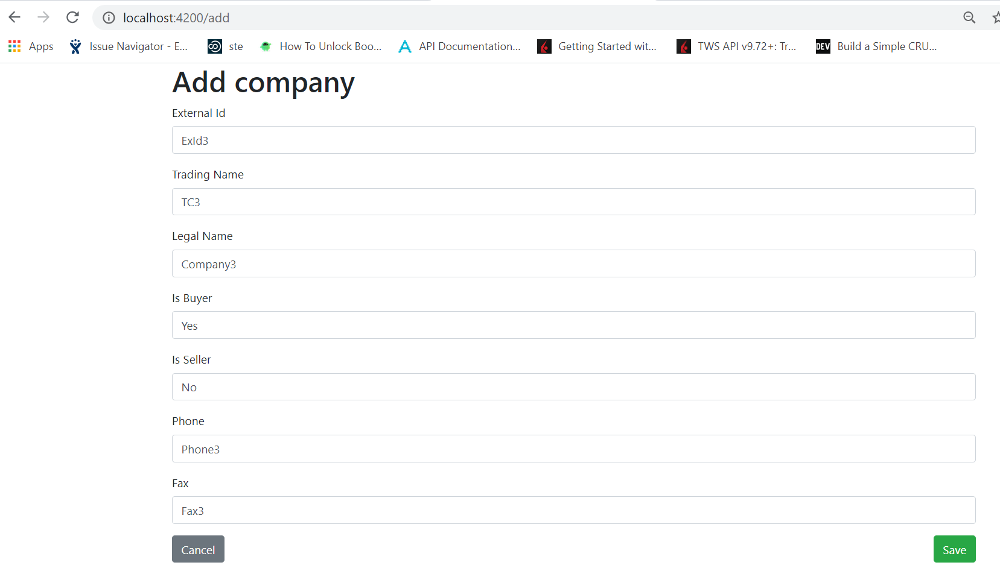 localhost:4200/add
Apps Issue Navigator - E... ste How To Unlock Boo... API Documentation... Getting Started wit... TWS API v9.72+: Tr... DEV Build a Simple CRU...
Add company
External Id
ExId3
Trading Name
TC3
Legal Name
Company3
Is Buyer
Yes
Is Seller
No
Phone
Phone3
Fax
Fax3
Cancel Save